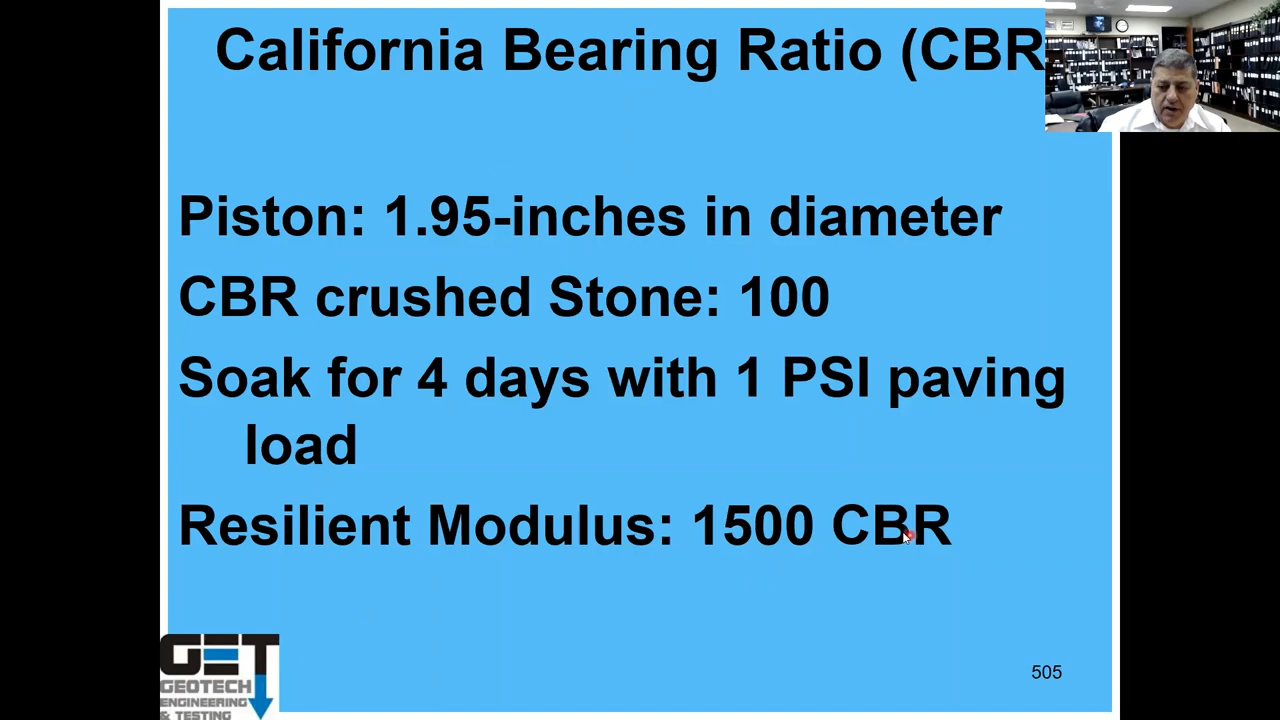 California Bearing Ratio (CBR
Piston: 1.95-inches in diameter
CBR crushed Stone: 100
Soak for 4 days with 1 PSI paving
load
Resilient Modulus: 1500 CBR
GET
GEOTECH
ENGINEERING
& TESTING
505